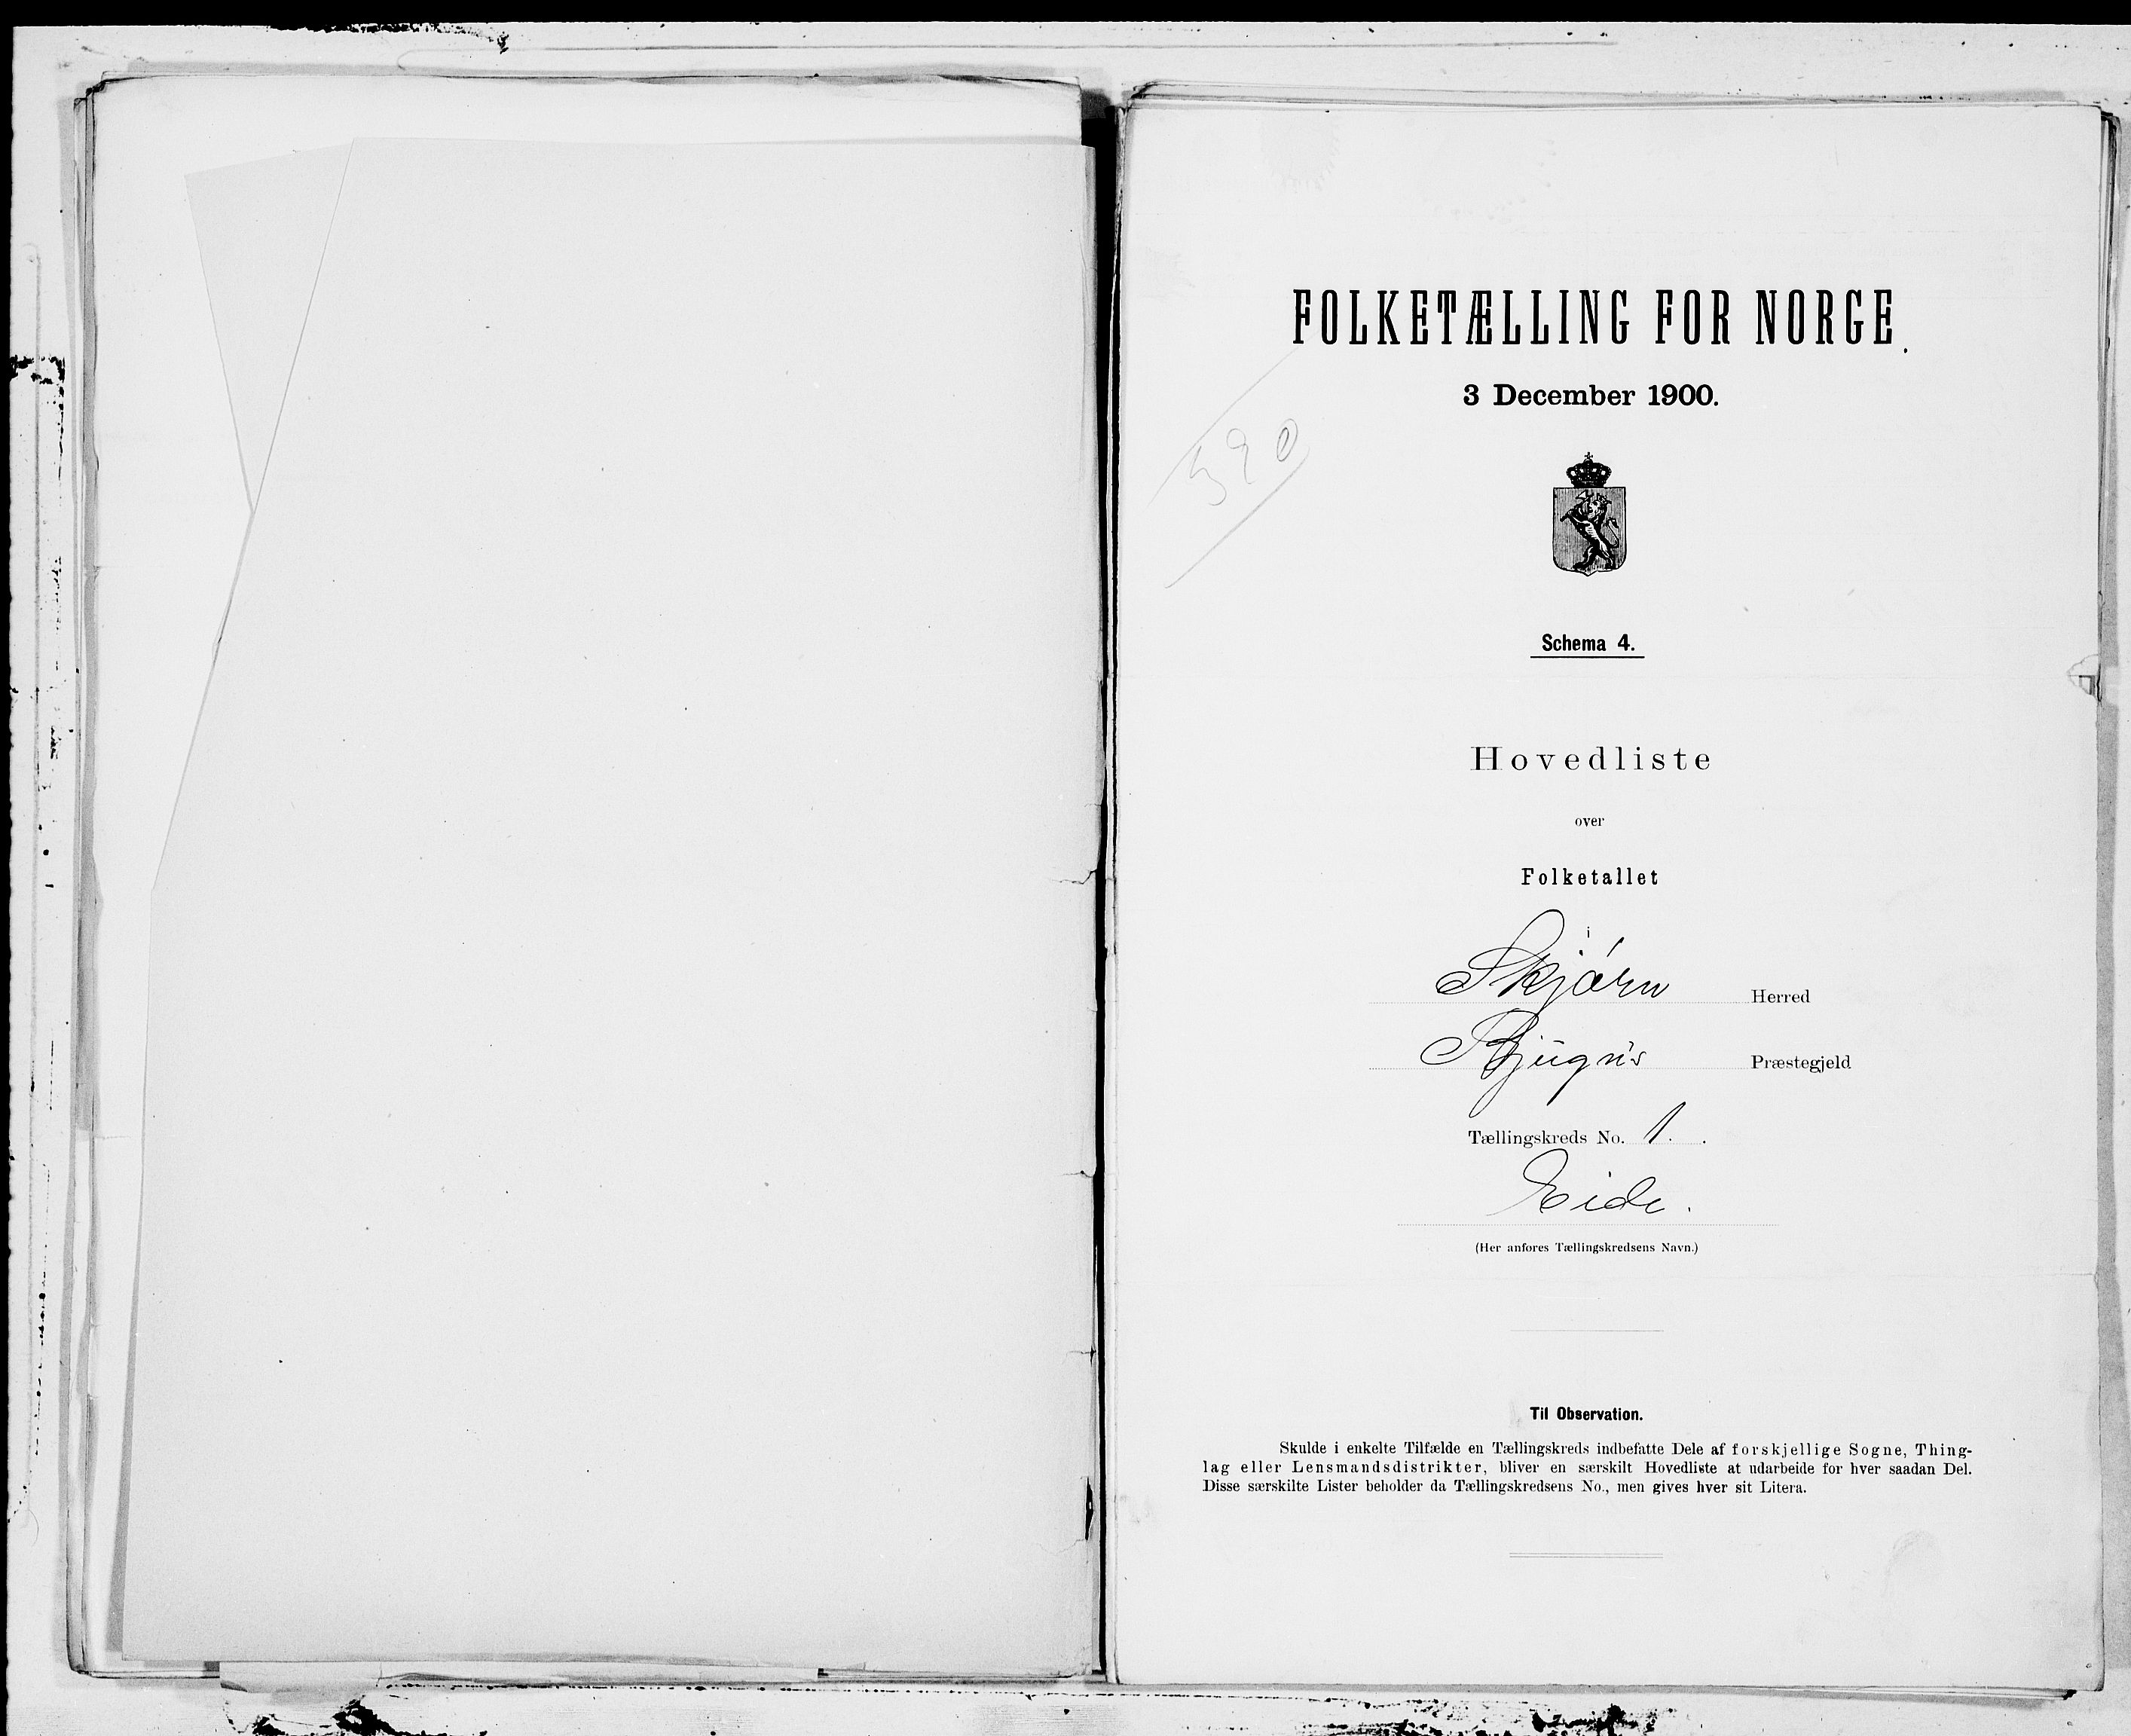 FOLKETÆLLING FOR NORGE.
3 December 1900.
390
Schema 4.
Hovedliste
over
Folketallet
i
Skjørn Herred
Bjugn's Præstegjeld
Tællingskreds No. 1. .
Eide.
(Her anføres Tællingskredsens Navn.)
Til Observation.
Skulde i enkelte Tilfælde en Tællingskreds indbefatte Dele af forskjellige Sogne, Thing-
lag eller Lensmandsdistrikter, bliver en særskilt Hovedliste at udarbeide for hver saadan Del.
Disse særskilte Lister beholder da Tællingskredsens No., men gives hver sit Litera.